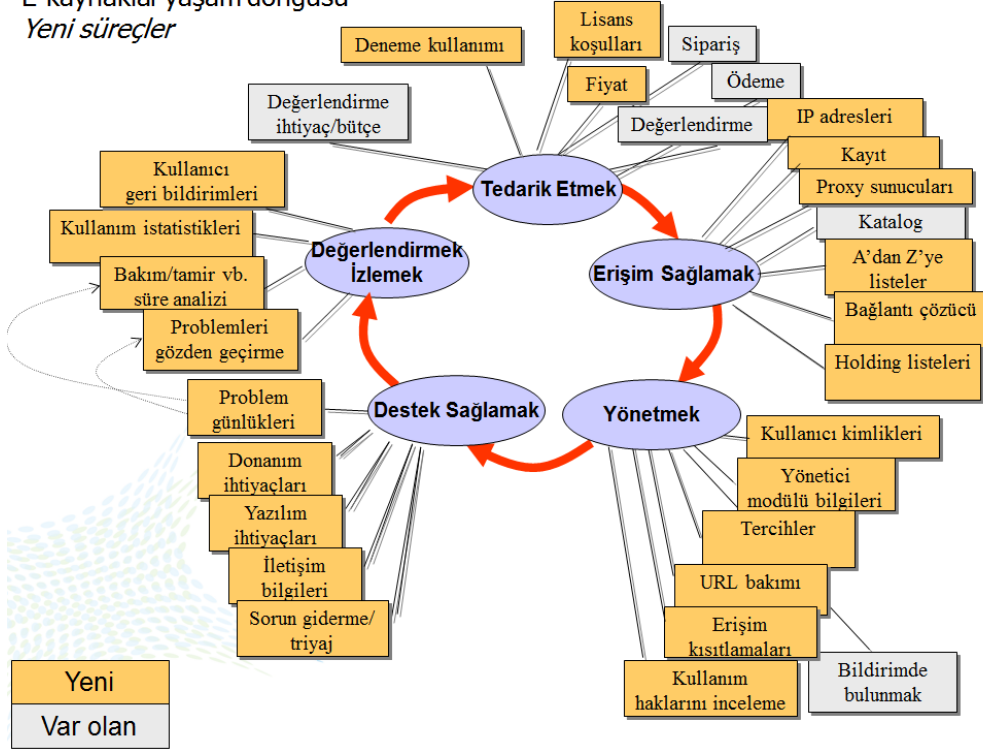 E-kaynaklar yaşam döngüsü
Yeni süreçler
Deneme kullanımı
Lisans
koşulları
Sipariş
Fiyat
Ödeme
Değerlendirme
ihtiyaç/bütçe
Değerlendirme
IP adresleri
Kayıt
Proxy sunucuları
Katalog
A’dan Z’ye
listeler
Bağlantı çözücü
Holding listeleri
Tedarik Etmek
Erişim Sağlamak
Yönetmek
Destek Sağlamak
Değerlendirmek
İzlemek
Kullanıcı
geri bildirimleri
Kullanım istatistikleri
Bakım/tamir vb.
süre analizi
Problemleri
gözden geçirme
Problem
günlükleri
Donanım
ihtiyaçları
Yazılım
ihtiyaçları
İletişim
bilgileri
Sorun giderme/
triyaj
Kullanıcı kimlikleri
Yönetici
modülü bilgileri
Tercihler
URL bakımı
Erişim
kısıtlamaları
Kullanım
haklarını inceleme
Bildirimde
bulunmak
Yeni
Var olan